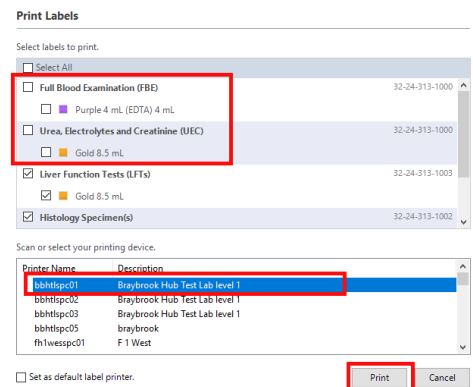 Print Labels
Select labels to print.
Select All
Full Blood Examination (FBE) 32-24-313-1000
Purple 4 mL (EDTA) 4 mL
Urea, Electrolytes and Creatinine (UEC) 32-24-313-1000
Gold 8.5 mL
Liver Function Tests (LFTs) 32-24-313-1003
Gold 8.5 mL
Histology Specimen(s) 32-24-313-1002
Scan or select your printing device.
Printer Name Description
bbhtlspc01 Braybrook Hub Test Lab level 1
bbhtlspc02 Braybrook Hub Test Lab level 1
bbhtlspc03 Braybrook Hub Test Lab level 1
bbhtlspc05 braybrook
fh1wesspc01 F 1 West
Set as default label printer. Print Cancel